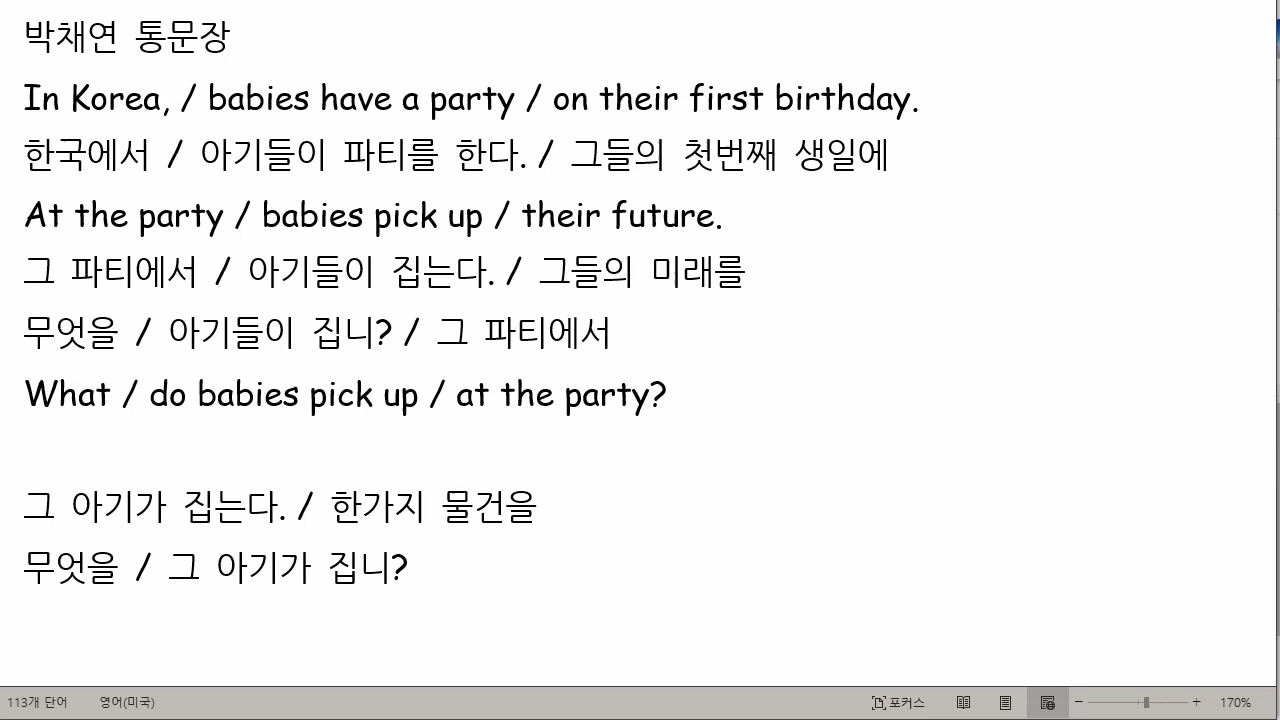 박채연 통문장
In Korea, / babies have a party / on their first birthday.
한국에서 / 아기들이 파티를 한다. / 그들의 첫번째 생일에
At the party / babies pick up / their future.
그 파티에서 / 아기들이 집는다. / 그들의 미래를
무엇을 / 아기들이 집니? / 그 파티에서
What / do babies pick up / at the party?
그 아기가 집는다. / 한가지 물건을
무엇을 / 그 아기가 집니?
113개 단어 영어(미국) 포커스 170%